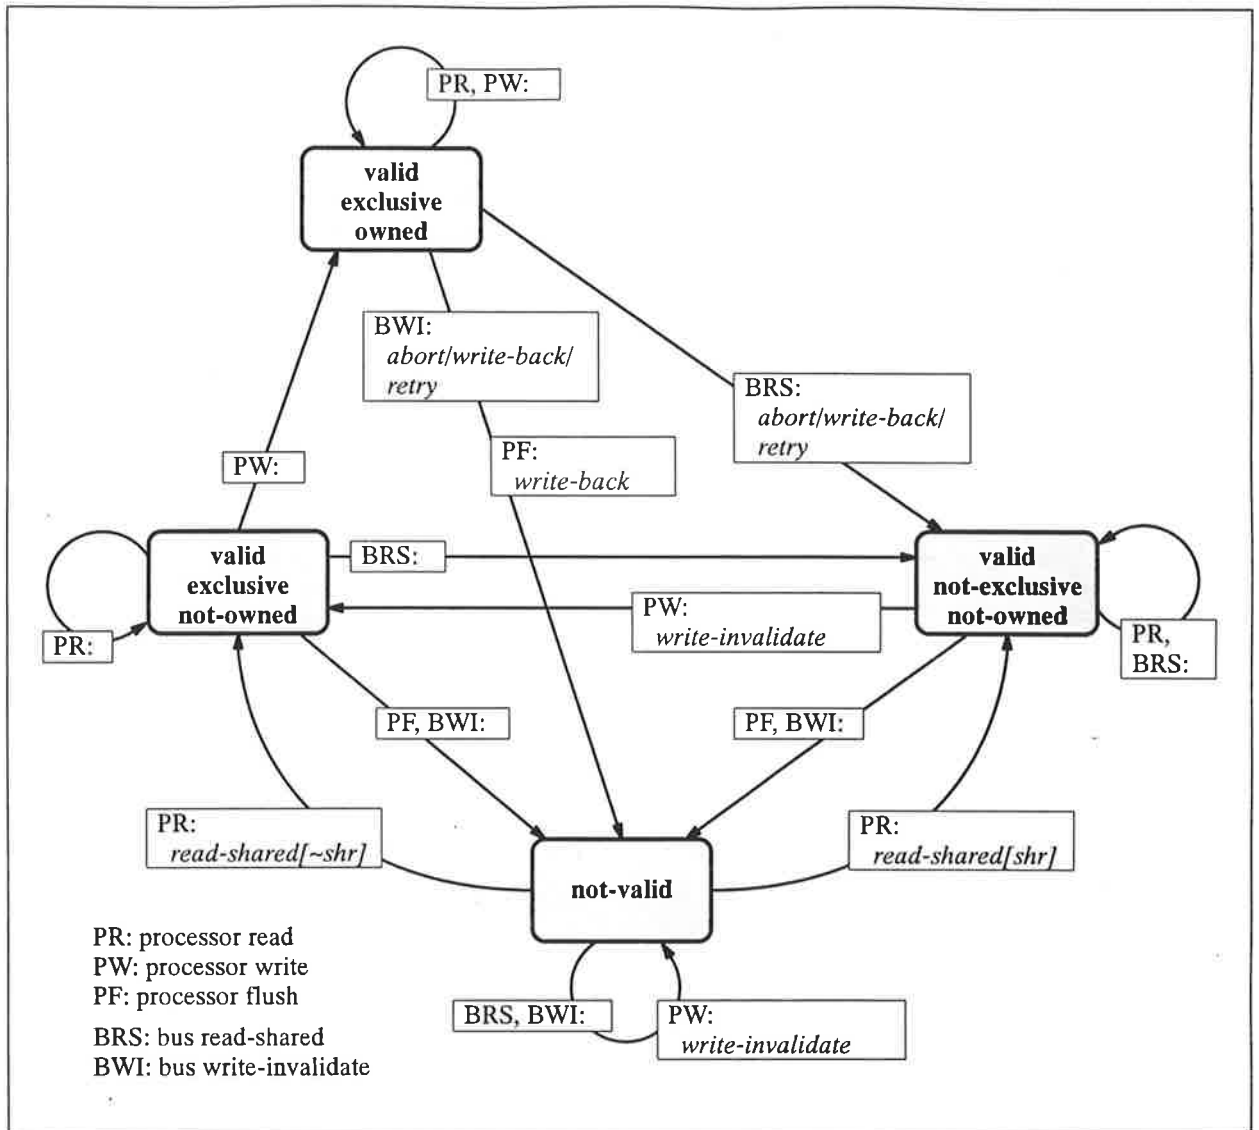 PR, PW:
valid
exclusive
owned
BWI:
abort/write-back/
retry
BRS:
abort/write-back/
retry
PF:
write-back
PW:
valid
exclusive
not-owned
BRS:
valid
not-exclusive
not-owned
PW:
write-invalidate
PR:
PR,
BRS:
PF, BWI:
PF, BWI:
PR:
read-shared[~shr]
PR:
read-shared[shr]
not-valid
PR: processor read
PW: processor write
PF: processor flush
BRS: bus read-shared
BWI: bus write-invalidate
BRS, BWI:
PW:
write-invalidate